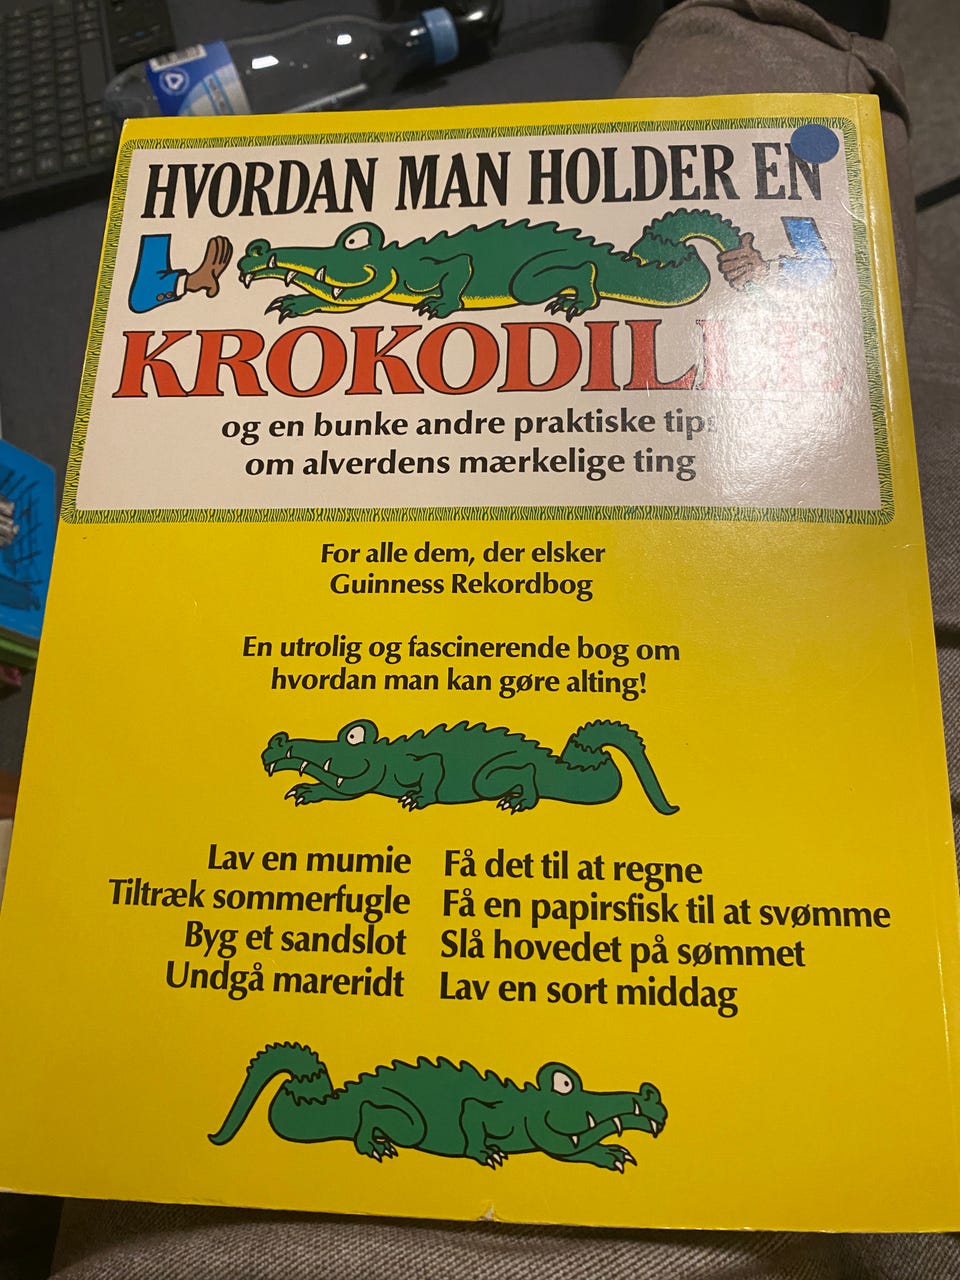 HVORDAN MAN HOLDER EN
KROKODILLE
og en bunke andre praktiske tips
om alverdens mærkelige ting
For alle dem, der elsker
Guinness Rekordbog
En utrolig og fascinerende bog om
hvordan man kan gøre alting!
Lav en mumie
Tiltræk sommerfugle
Byg et sandslot
Undgå mareridt
Få det til at regne
Få en papirsfisk til at svømme
Slå hovedet på sømmet
Lav en sort middag